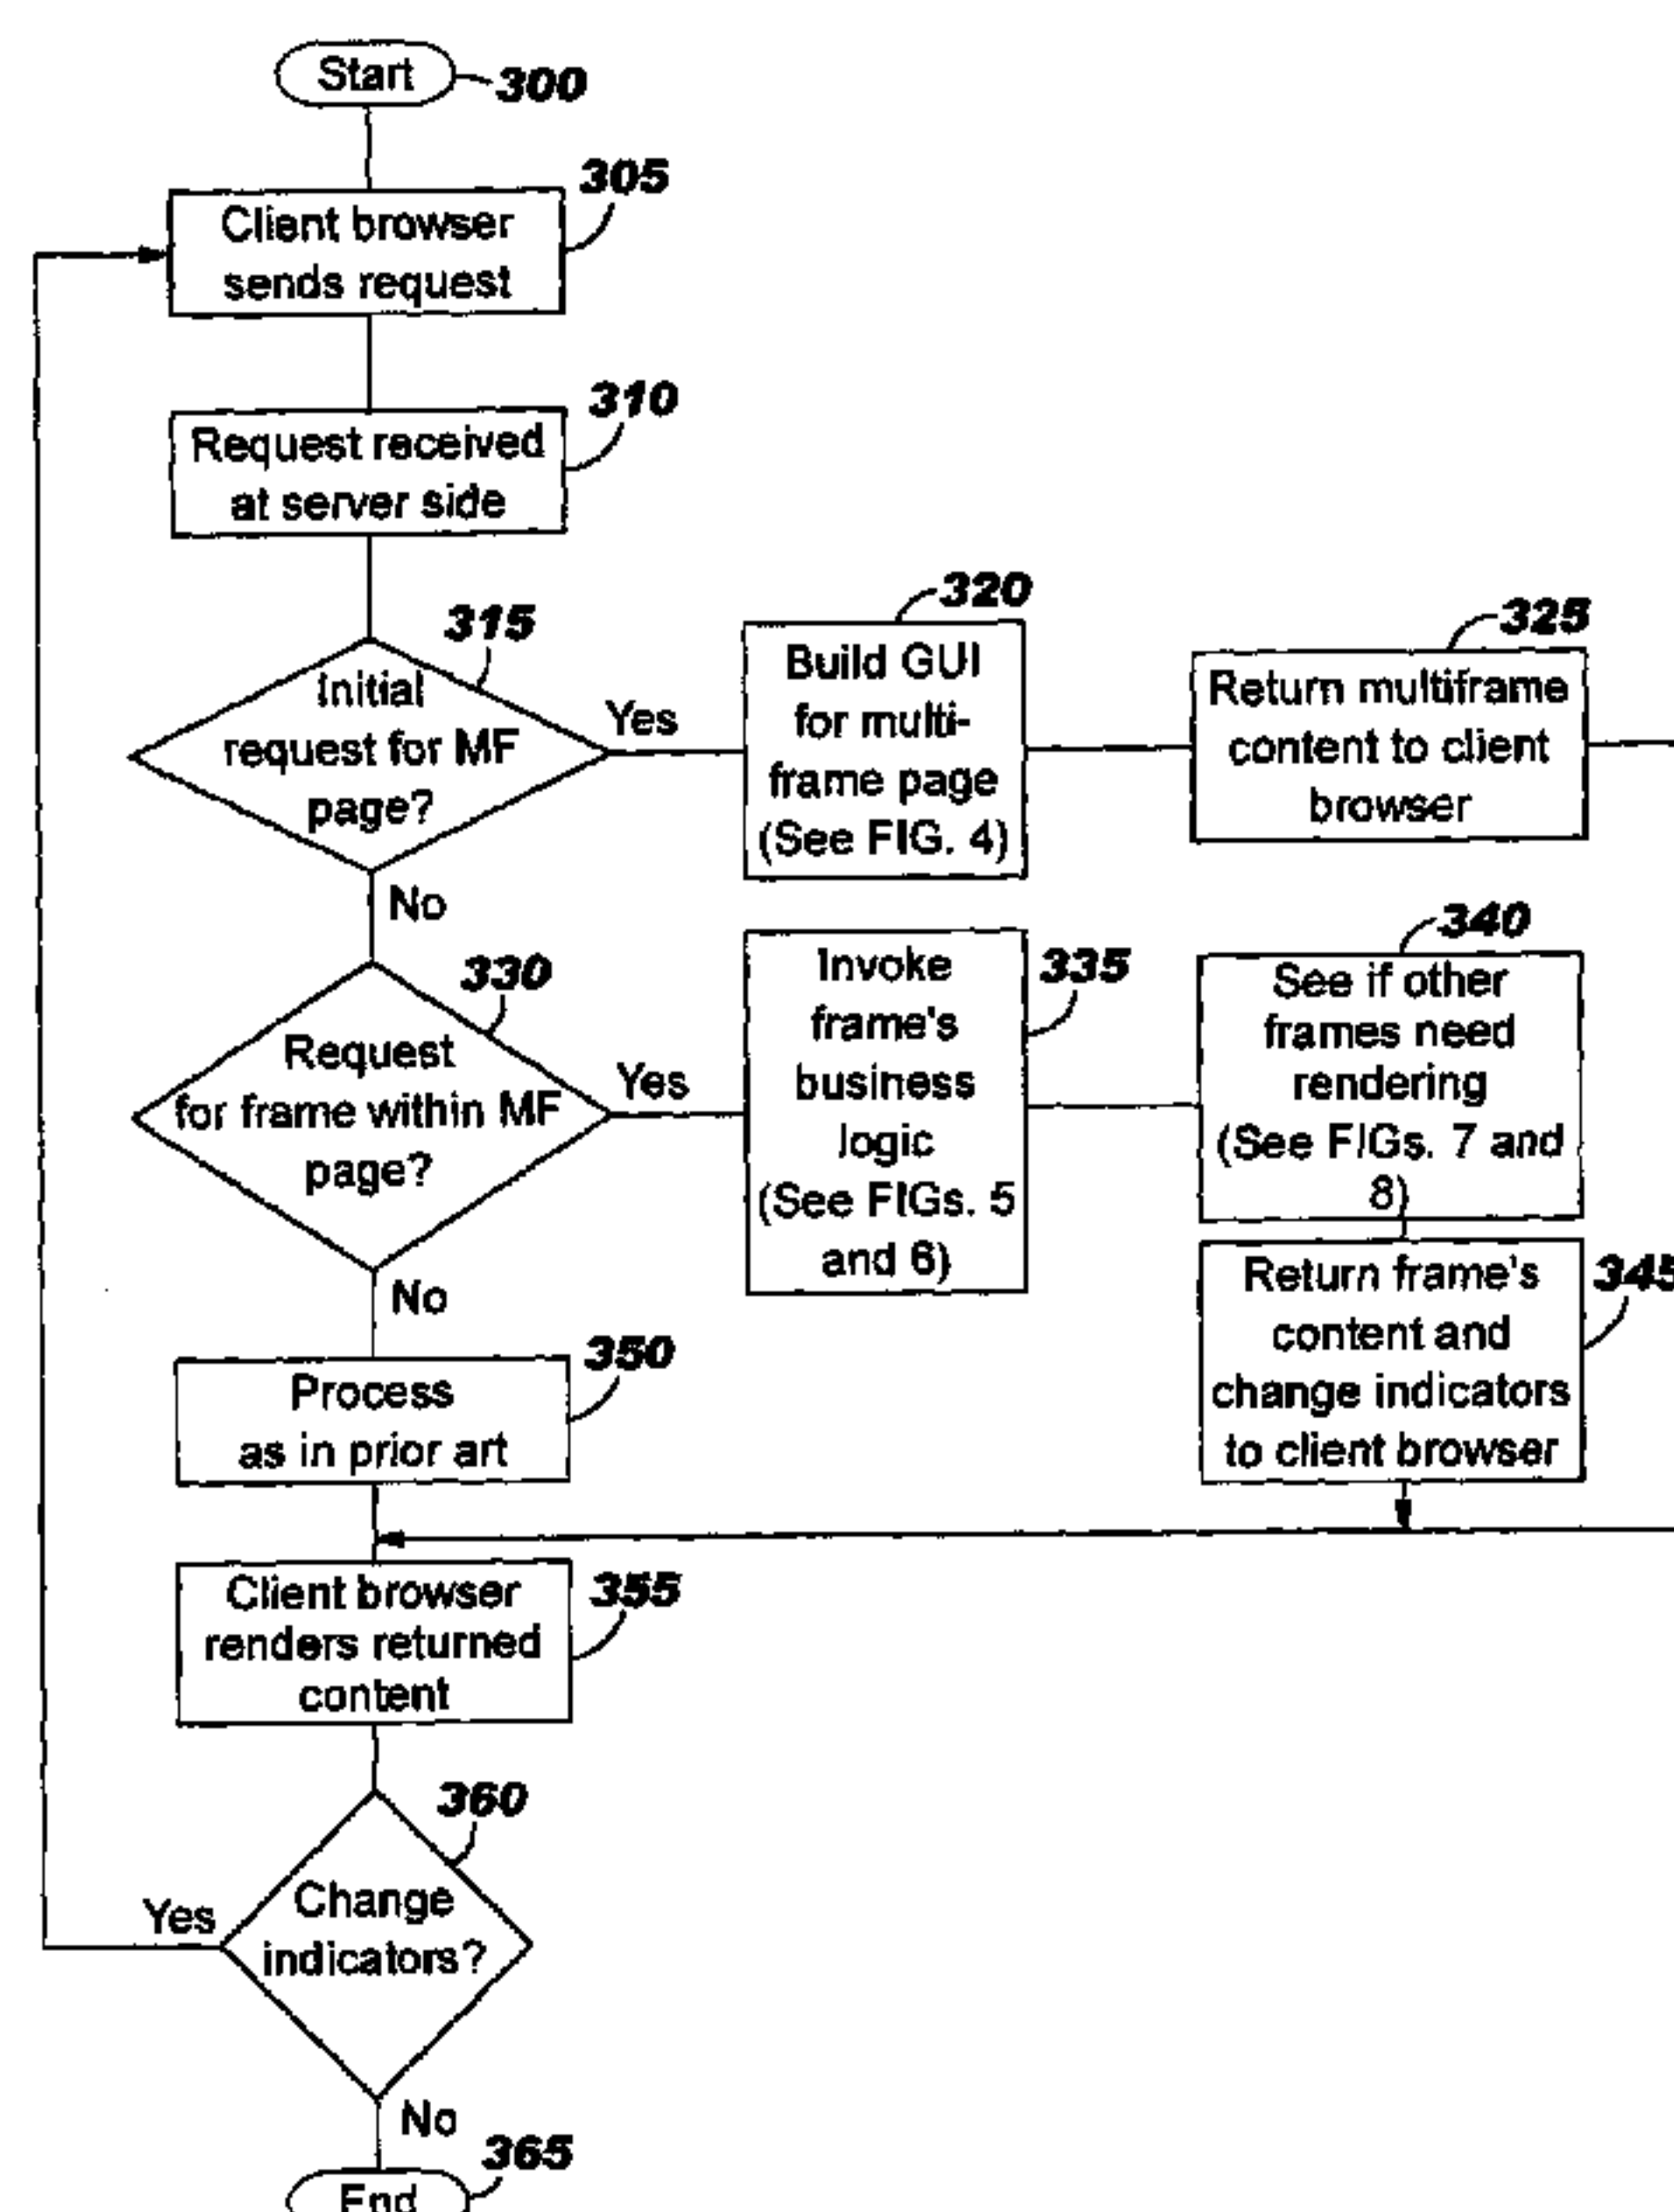 Start
300
305
Client browser
sends request
310
Request received
at server side
315
Initial
request for MF
page?
Yes
No
320
Build GUI
for multi-
frame page
(See FIG. 4)
325
Return multiframe
content to client
browser
330
Request
for frame within MF
page?
Yes
No
335
Invoke
frame's
business
logic
(See FIGs. 5
and 6)
340
See if other
frames need
rendering
(See FIGs. 7 and
8)
345
Return frame's
content and
change indicators
to client browser
350
Process
as in prior art
355
Client browser
renders returned
content
360
Change
indicators?
Yes
No
365
End